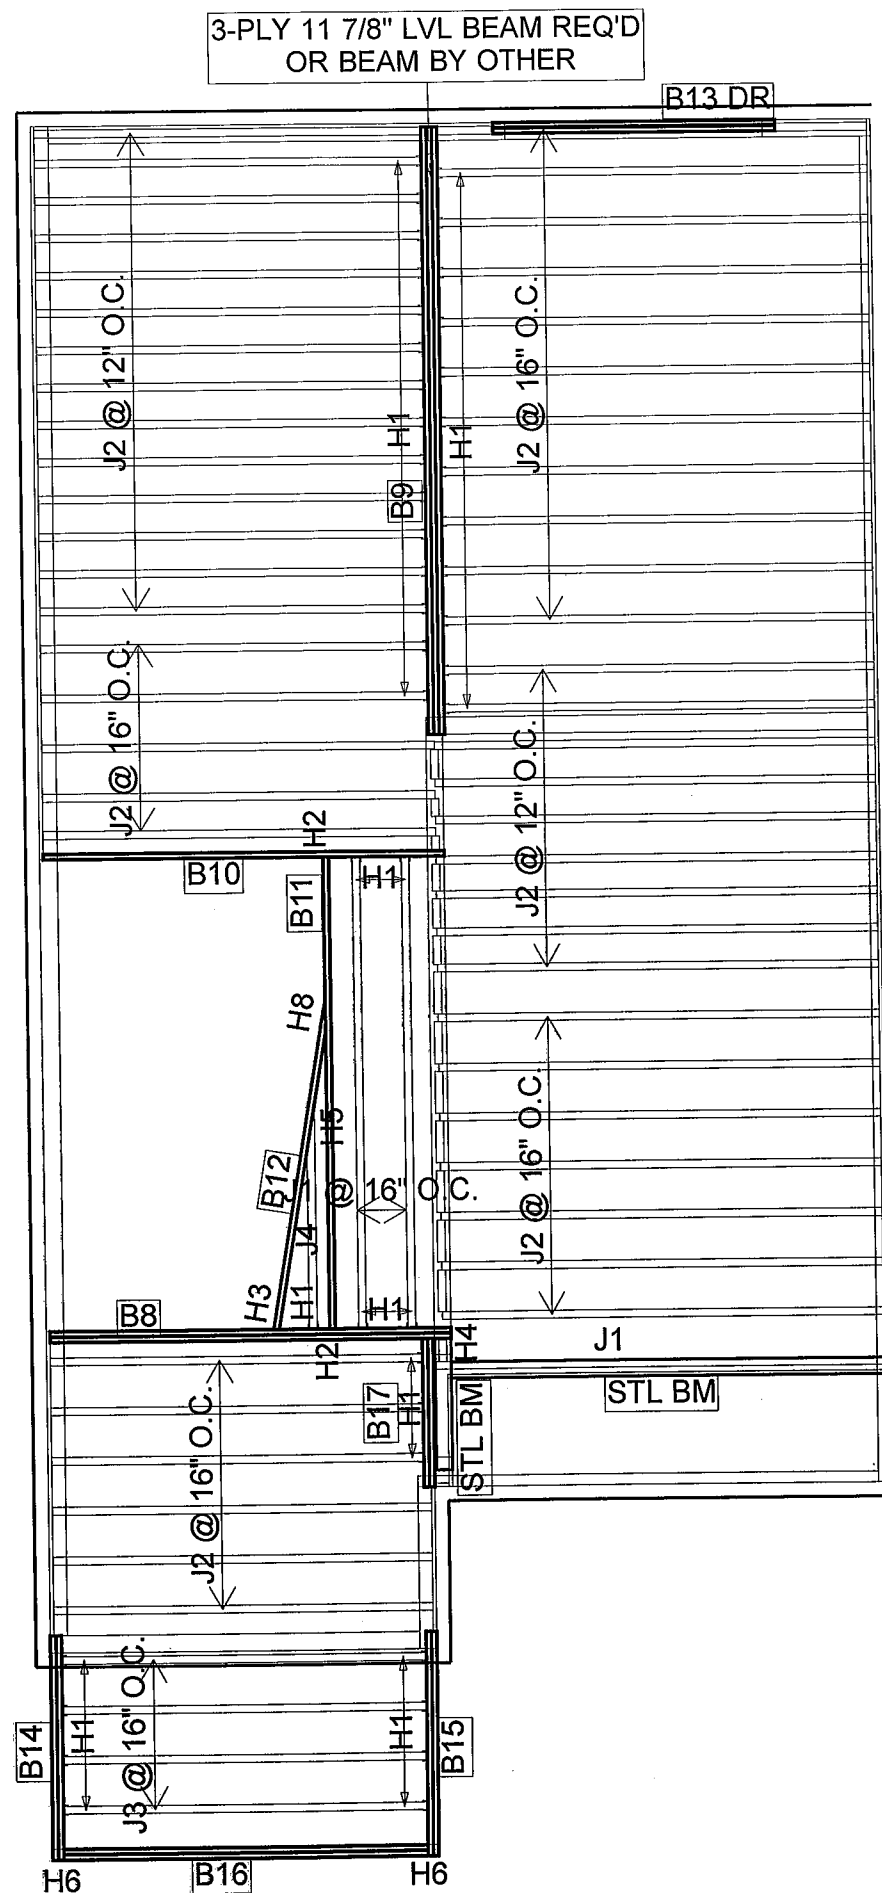 3-PLY 11 7/8" LVL BEAM REQ'D
OR BEAM BY OTHER
B13 DR
J2 @ 12" O.C.
H1
B9
H1
J2 @ 16" O.C.
J2 @ 16" O.C.
H2
B10
B11
H1
J2 @ 12" O.C.
H8
H5
B12
J1 @ 16" O.C.
J4
J2 @ 16" O.C.
H3
H1
H1
B8
H2
H4
J1
STL BM
STL BM
B17
H1
J2 @ 16" O.C.
J3 @ 16" O.C.
B14
H1
H1
B15
H6
B16
H6